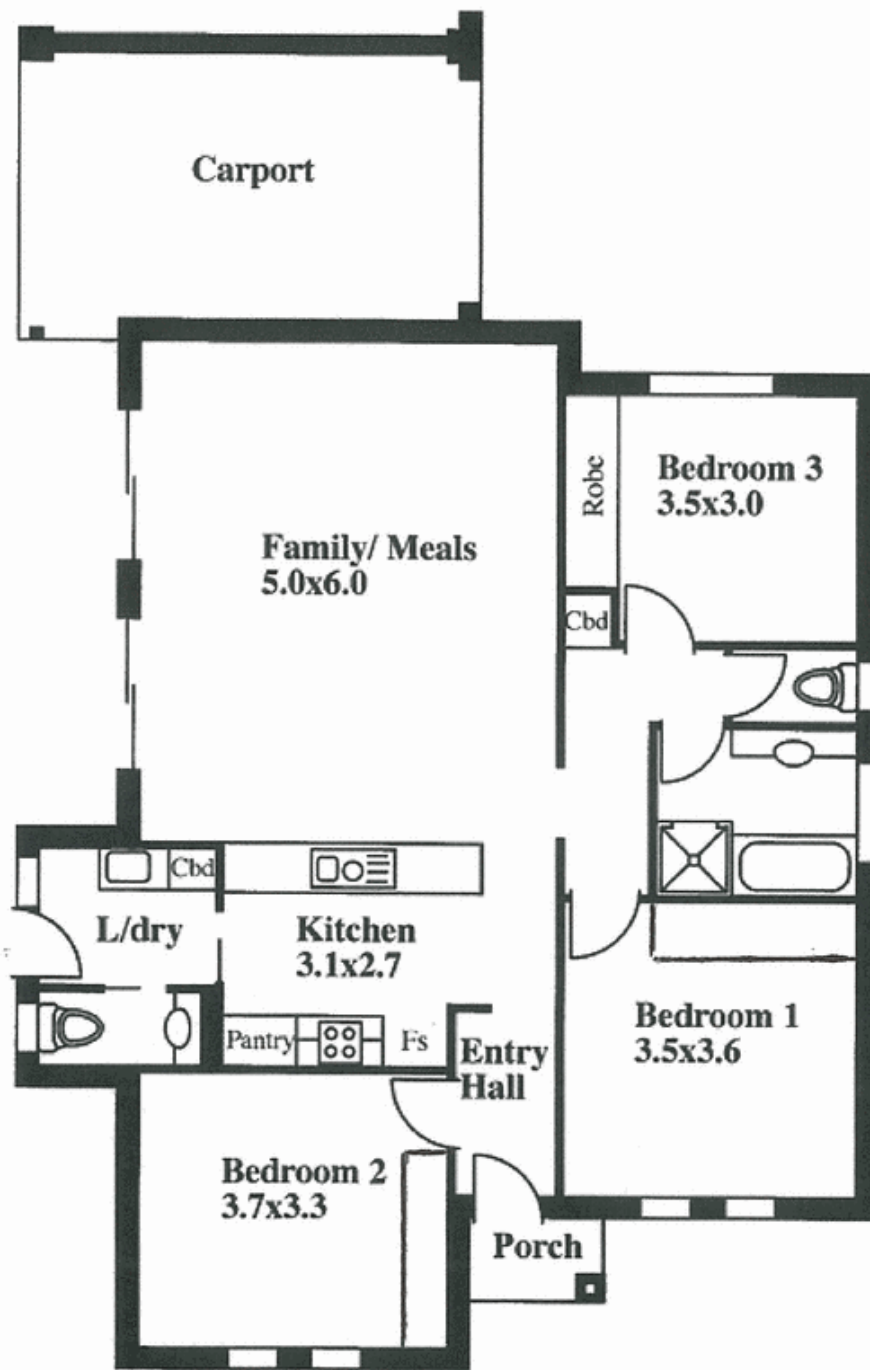 Carport
Robe
Bedroom 3
3.5x3.0
Family/ Meals
5.0x6.0
Cbd
Cbd
L/dry
Kitchen
3.1x2.7
Bedroom 1
3.5x3.6
Pantry
Fs
Entry
Hall
Bedroom 2
3.7x3.3
Porch